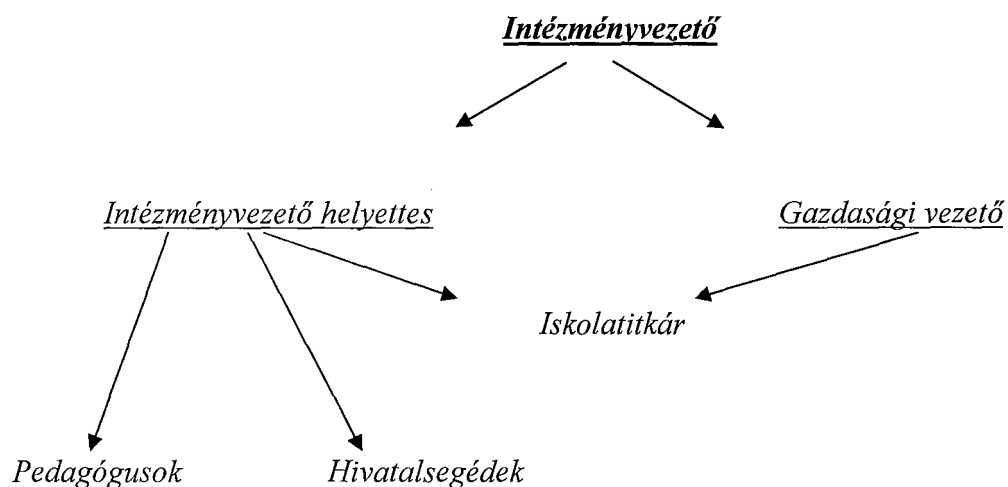 Intézményvezető
Intézményvezető helyettes
Gazdasági vezető
Iskolatitkár
Pedagógusok
Hivatalsegédek